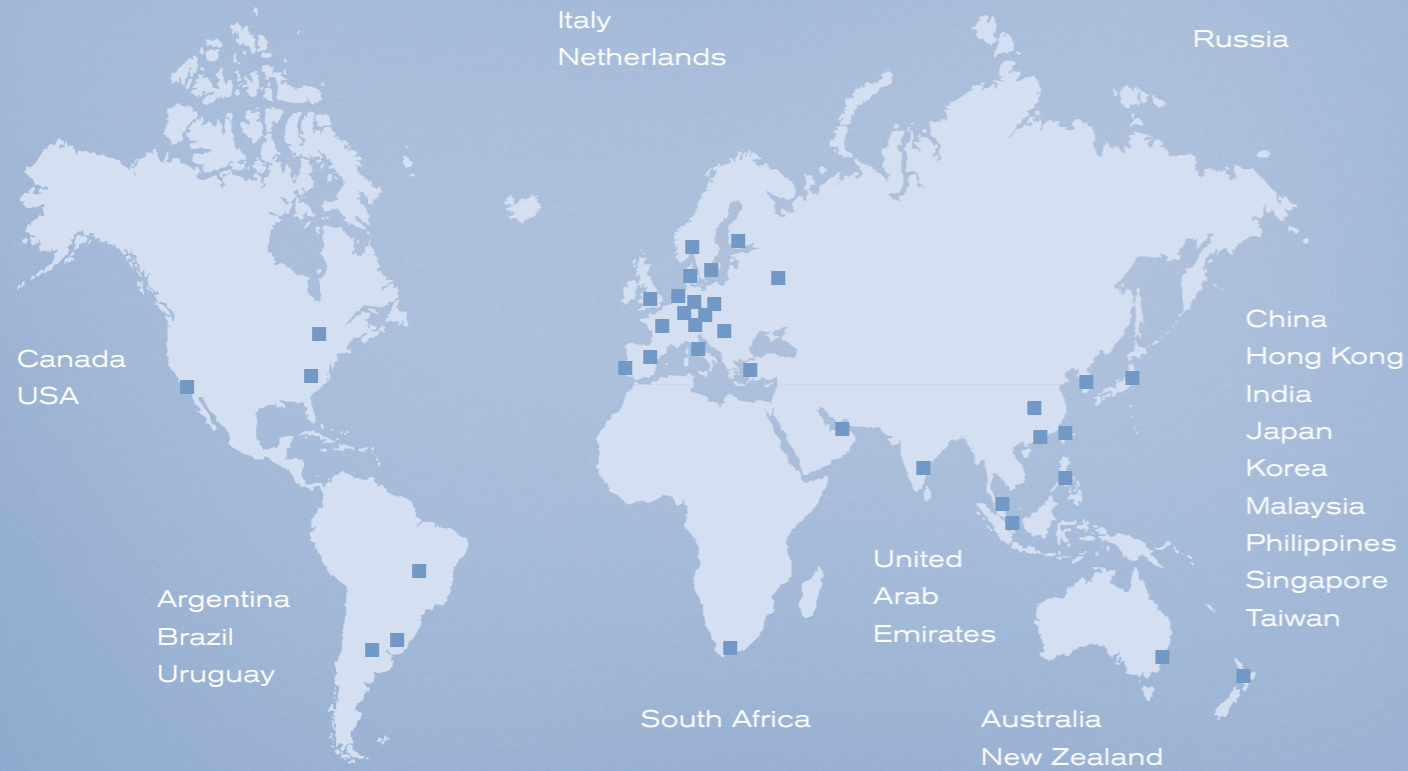 Italy
Netherlands
Russia
Canada
USA
China
Hong Kong
India
Japan
Korea
Malaysia
Philippines
Singapore
Taiwan
Argentina
Brazil
Uruguay
United
Arab
Emirates
South Africa
Australia
New Zealand